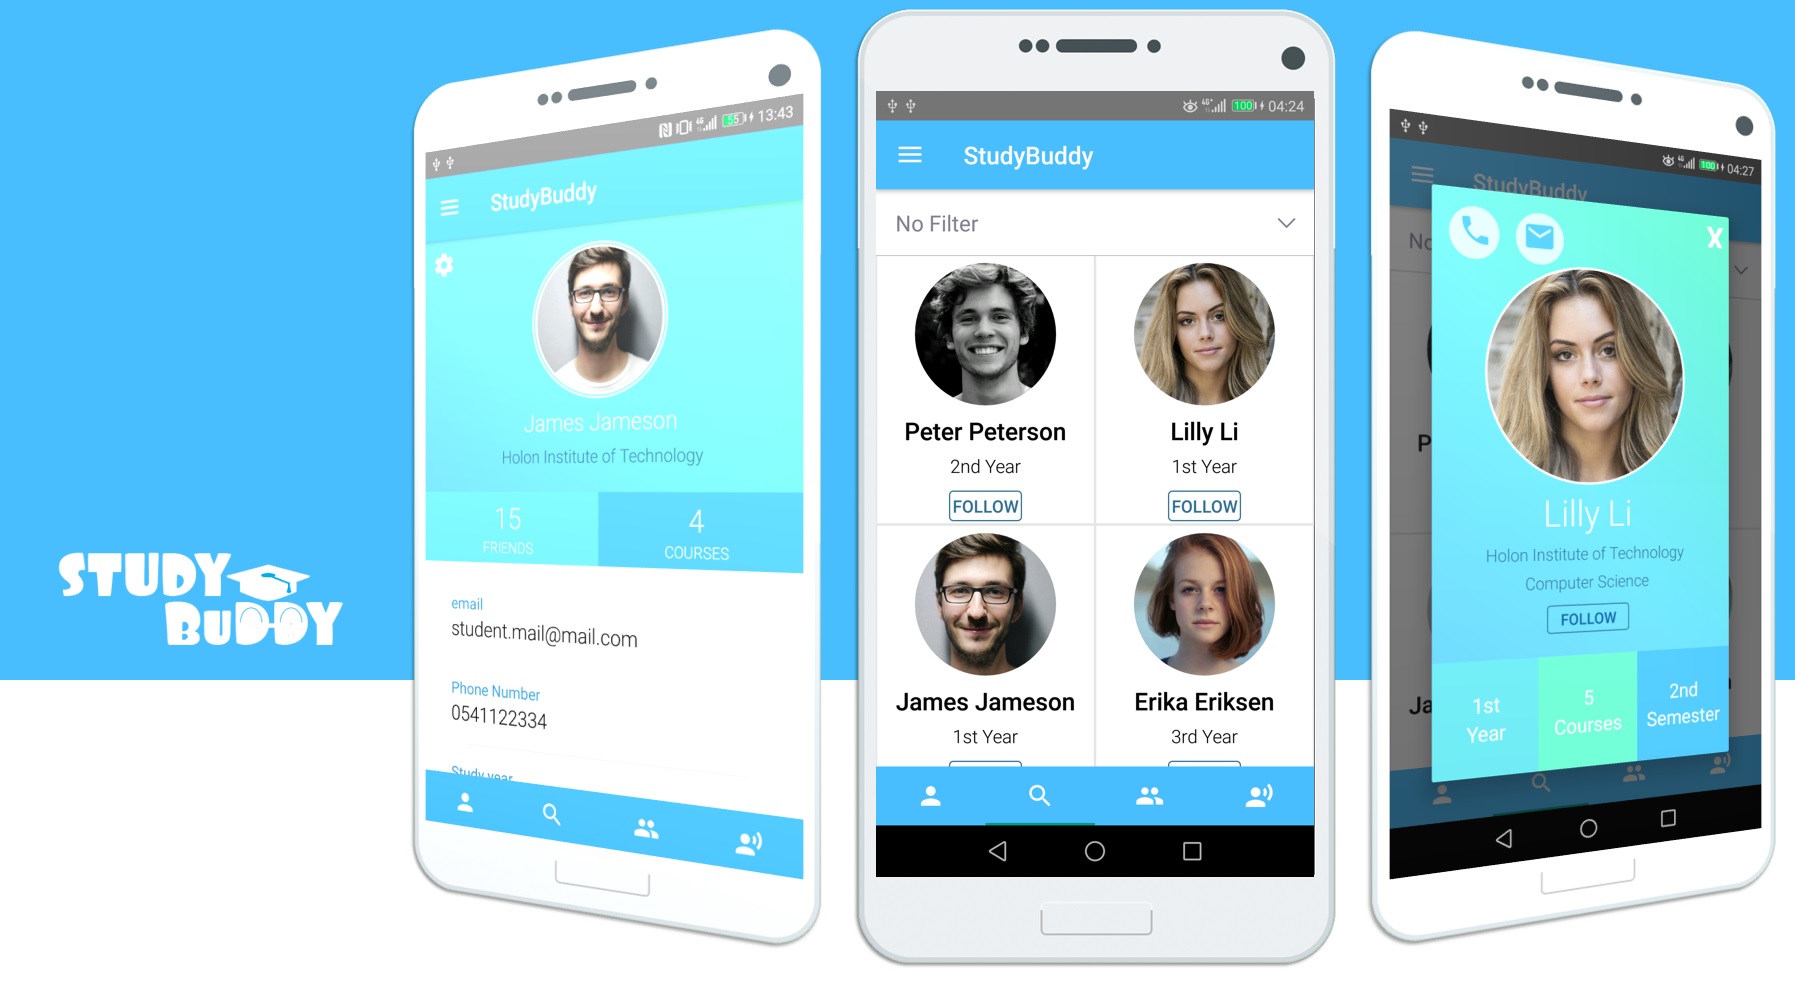 STUDY
BUDDY
55 13:43
StudyBuddy
James Jameson
Holon Institute of Technology
15
FRIENDS
4
COURSES
email
student.mail@mail.com
Phone Number
0541122334
Study year
4G+ 100 04:24
StudyBuddy
No Filter
Peter Peterson
2nd Year
FOLLOW
Lilly Li
1st Year
FOLLOW
James Jameson
1st Year
Erika Eriksen
3rd Year
4G 100 04:27
StudyBuddy
No
P
Ja
X
Lilly Li
Holon Institute of Technology
Computer Science
FOLLOW
1st
Year
5
Courses
2nd
Semester